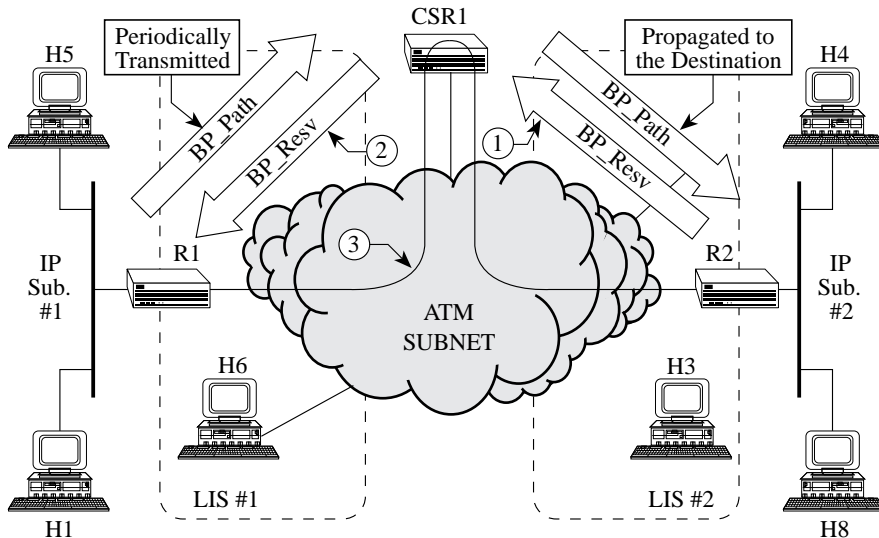 CSR1
H5
Periodically
Transmitted
Propagated to
the Destination
H4
BP_Path
BP_Resv
2
1
BP_Path
BP_Resv
IP
Sub.
#1
R1
3
R2
IP
Sub.
#2
ATM
SUBNET
H6
H3
LIS #1
LIS #2
H1
H8